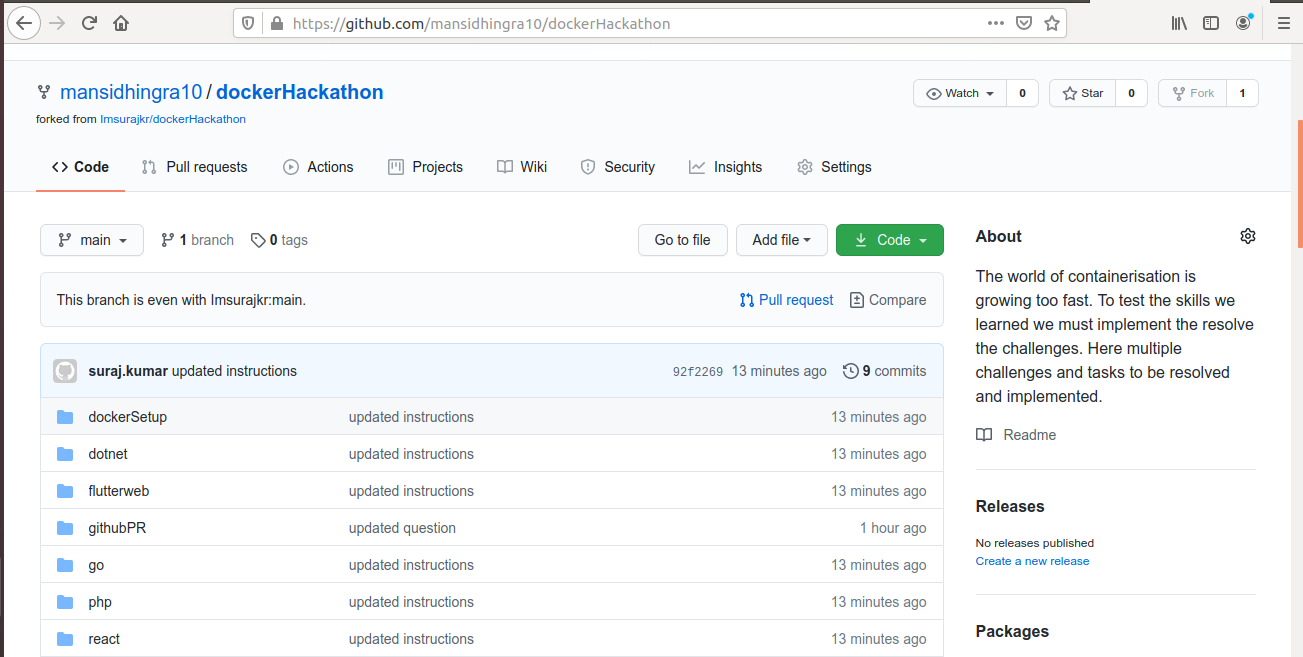 https://github.com/mansidhingra10/dockerHackathon
mansidhingra10 / dockerHackathon
Watch 0 Star 0 Fork 1
forked from Imsurajkr/dockerHackathon
Code Pull requests Actions Projects Wiki Security Insights Settings
main 1 branch 0 tags Go to file Add file Code
This branch is even with Imsurajkr:main. Pull request Compare
suraj.kumar updated instructions 92f2269 13 minutes ago 9 commits
dockerSetup updated instructions 13 minutes ago
dotnet updated instructions 13 minutes ago
flutterweb updated instructions 13 minutes ago
githubPR updated question 1 hour ago
go updated instructions 13 minutes ago
php updated instructions 13 minutes ago
react updated instructions 13 minutes ago
About
The world of containerisation is
growing too fast. To test the skills we
learned we must implement the resolve
the challenges. Here multiple
challenges and tasks to be resolved
and implemented.
Readme
Releases
No releases published
Create a new release
Packages